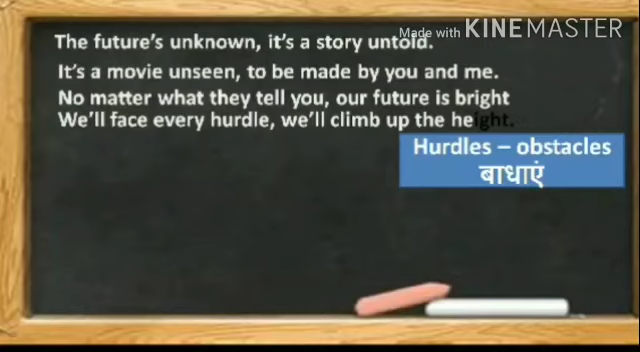 Made with KINEMASTER
The future's unknown, it's a story untold.
It's a movie unseen, to be made by you and me.
No matter what they tell you, our future is bright
We'll face every hurdle, we'll climb up the height.
Hurdles – obstacles
बाधाएं